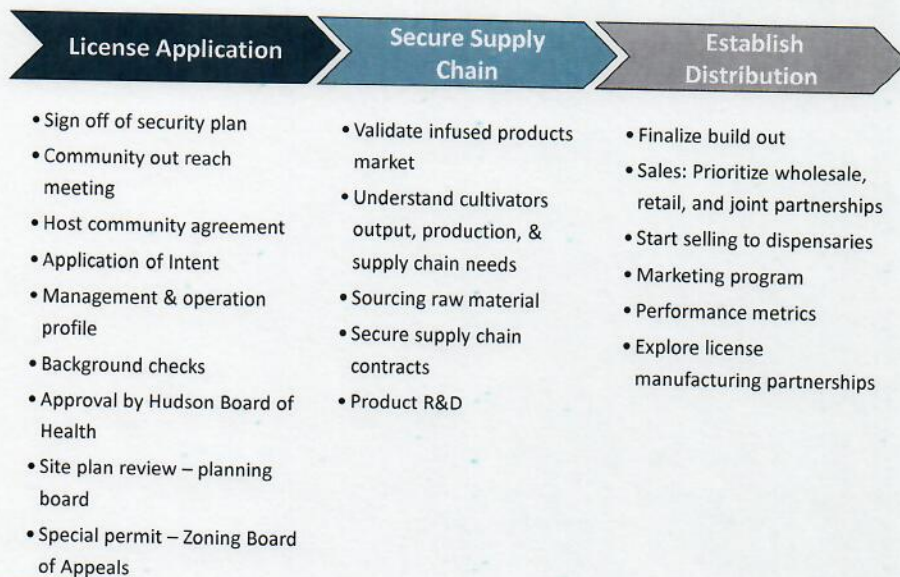 License Application
• Sign off of security plan
• Community out reach
meeting
• Host community agreement
• Application of Intent
• Management & operation
profile
• Background checks
• Approval by Hudson Board of
Health
• Site plan review – planning
board
• Special permit – Zoning Board
of Appeals
Secure Supply
Chain
• Validate infused products
market
• Understand cultivators
output, production, &
supply chain needs
• Sourcing raw material
• Secure supply chain
contracts
• Product R&D
Establish
Distribution
• Finalize build out
• Sales: Prioritize wholesale,
retail, and joint partnerships
• Start selling to dispensaries
• Marketing program
• Performance metrics
• Explore license
manufacturing partnerships